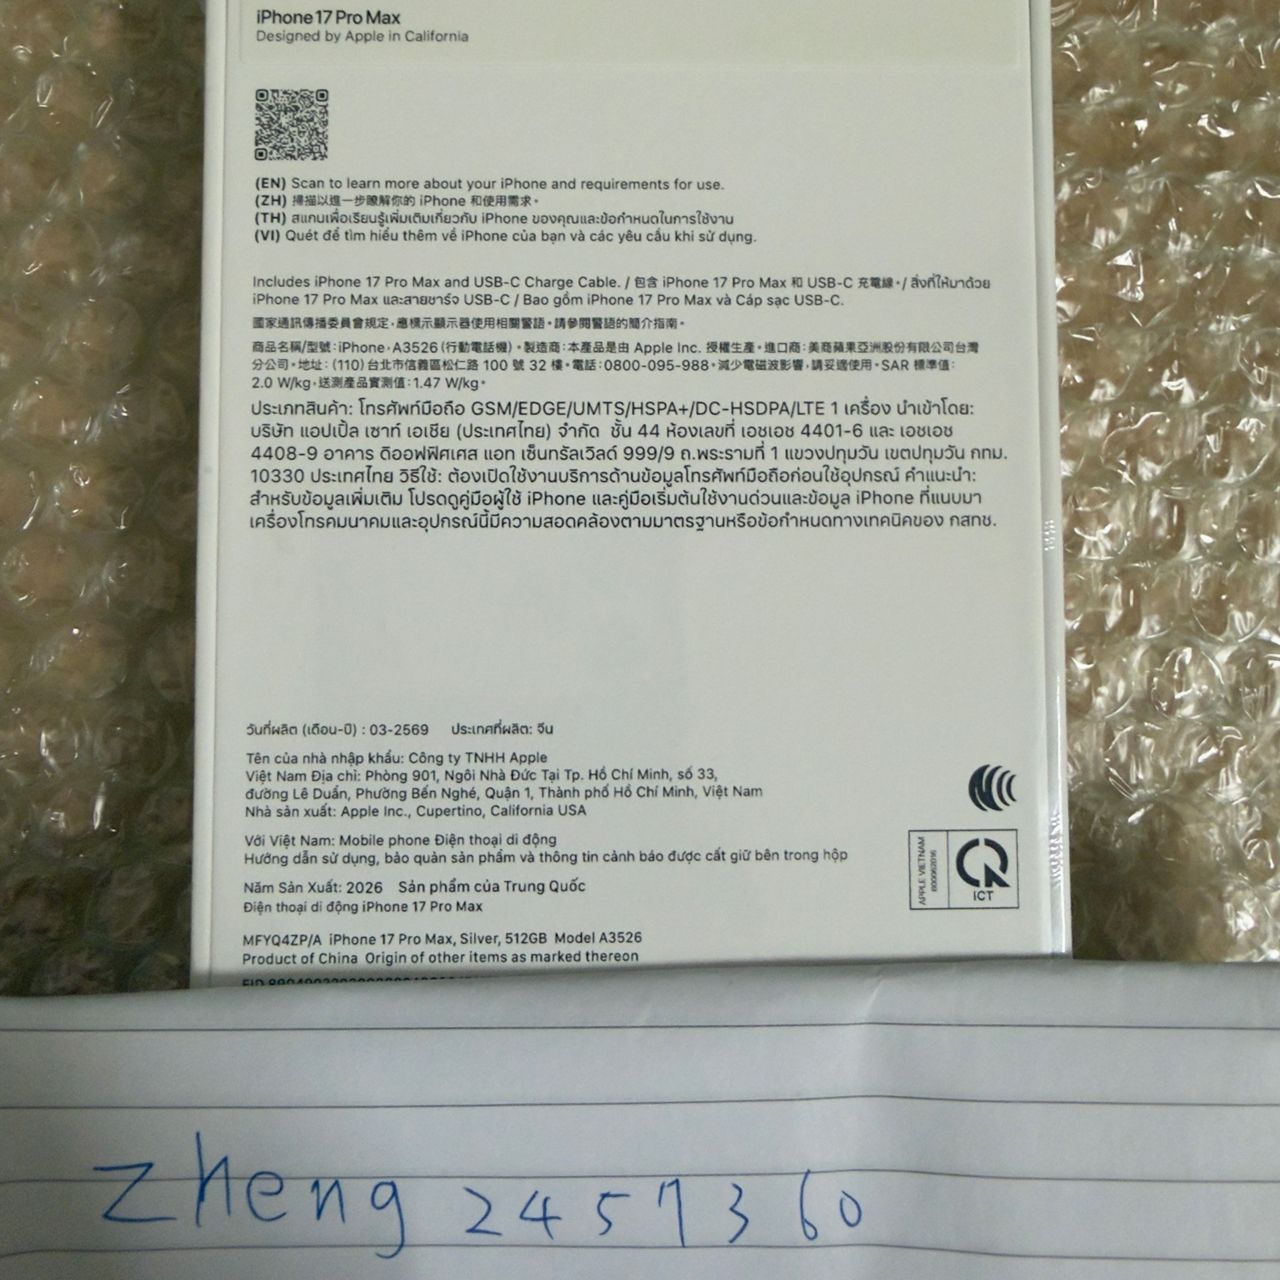 iPhone 17 Pro Max
Designed by Apple in California
(EN) Scan to learn more about your iPhone and requirements for use.
(ZH) 掃描以進一步瞭解你的 iPhone 和使用需求。
(TH) สแกนเพื่อเรียนรู้เพิ่มเติมเกี่ยวกับ iPhone ของคุณและข้อกำหนดในการใช้งาน
(VI) Quét để tìm hiểu thêm về iPhone của bạn và các yêu cầu khi sử dụng.
Includes iPhone 17 Pro Max and USB-C Charge Cable. / 包含 iPhone 17 Pro Max 和 USB-C 充電線。/ สิ่งที่ให้มาด้วย
iPhone 17 Pro Max และสายชาร์จ USB-C / Bao gồm iPhone 17 Pro Max và Cáp sạc USB-C.
國家通訊傳播委員會規定，應標示顯示器使用相關警語。請參閱警語的簡介指南。
商品名稱/型號：iPhone，A3526 (行動電話機)。製造商：本產品是由 Apple Inc. 授權生產。進口商：美商蘋果亞洲股份有限公司台灣
分公司。地址：(110) 台北市信義區松仁路 100 號 32 樓。電話：0800-095-988。減少電磁波影響，請妥適使用。SAR 標準值：
2.0 W/kg，送測產品實測值：1.47 W/kg。
ประเภทสินค้า: โทรศัพท์มือถือ GSM/EDGE/UMTS/HSPA+/DC-HSDPA/LTE 1 เครื่อง นำเข้าโดย:
บริษัท แอปเปิ้ล เซาท์ เอเชีย (ประเทศไทย) จำกัด ชั้น 44 ห้องเลขที่ เอชเอช 4401-6 และ เอชเอช
4408-9 อาคาร ดิออฟฟิศเศส แอท เซ็นทรัลเวิลด์ 999/9 ถ.พระรามที่ 1 แขวงปทุมวัน เขตปทุมวัน กทม.
10330 ประเทศไทย วิธีใช้: ต้องเปิดใช้งานบริการด้านข้อมูลโทรศัพท์มือถือก่อนใช้อุปกรณ์ คำแนะนำ:
สำหรับข้อมูลเพิ่มเติม โปรดดูคู่มือผู้ใช้ iPhone และคู่มือเริ่มต้นใช้งานด่วนและข้อมูล iPhone ที่แนบมา
เครื่องโทรคมนาคมและอุปกรณ์นี้มีความสอดคล้องตามมาตรฐานหรือข้อกำหนดทางเทคนิคของ กสทช.
วันที่ผลิต (เดือน-ปี) : 03-2569 ประเทศที่ผลิต: จีน
Tên của nhà nhập khẩu: Công ty TNHH Apple
Việt Nam Địa chỉ: Phòng 901, Ngôi Nhà Đức Tại Tp. Hồ Chí Minh, số 33,
đường Lê Duẩn, Phường Bến Nghé, Quận 1, Thành phố Hồ Chí Minh, Việt Nam
Nhà sản xuất: Apple Inc., Cupertino, California USA
Với Việt Nam: Mobile phone Điện thoại di động
Hướng dẫn sử dụng, bảo quản sản phẩm và thông tin cảnh báo được cất giữ bên trong hộp
APPLE VIETNAM
ICT
Năm Sản Xuất: 2026 Sản phẩm của Trung Quốc
Điện thoại di động iPhone 17 Pro Max
MFYQ4ZP/A iPhone 17 Pro Max, Silver, 512GB Model A3526
Product of China Origin of other items as marked thereon
zheng 2457360